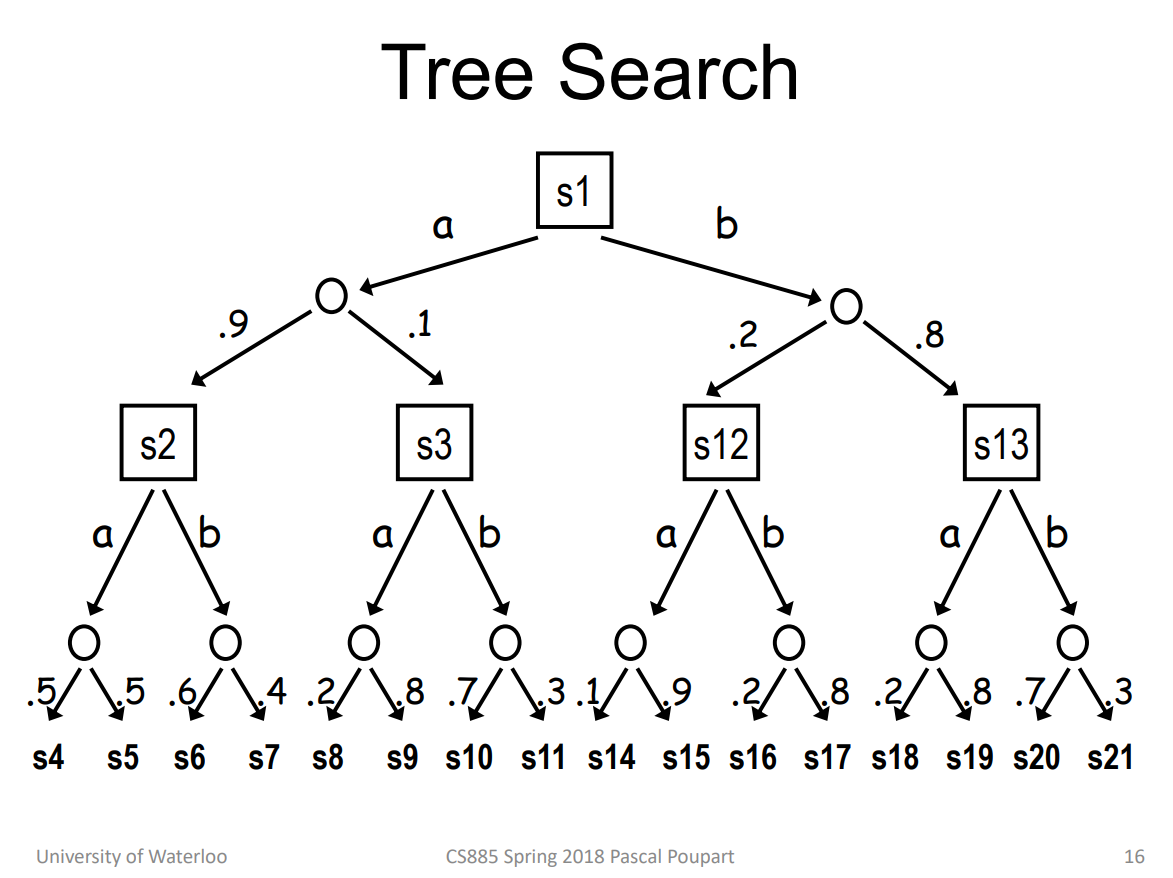 Tree Search
s1
a b
.9 .1 .2 .8
s2 s3 s12 s13
a b a b a b a b
.5 .5 .6 .4 .2 .8 .7 .3 .1 .9 .2 .8 .2 .8 .7 .3
s4 s5 s6 s7 s8 s9 s10 s11 s14 s15 s16 s17 s18 s19 s20 s21
University of Waterloo CS885 Spring 2018 Pascal Poupart 16